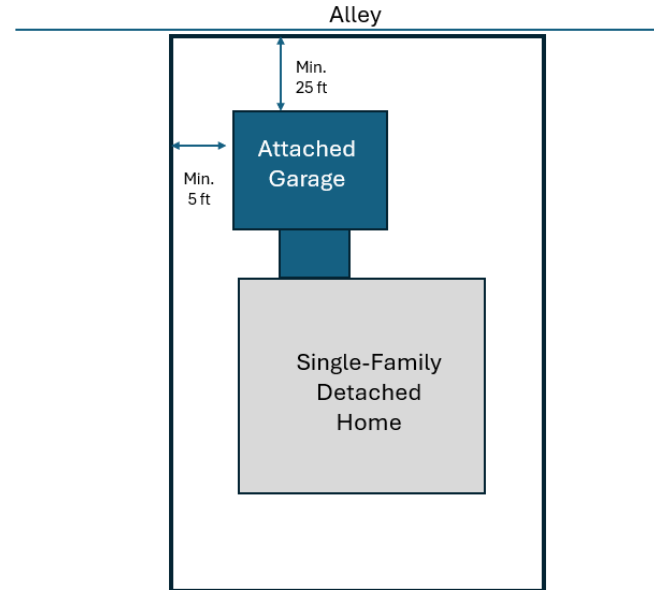 Alley
Min.
25 ft
Attached
Garage
Min.
5 ft
Single-Family
Detached
Home